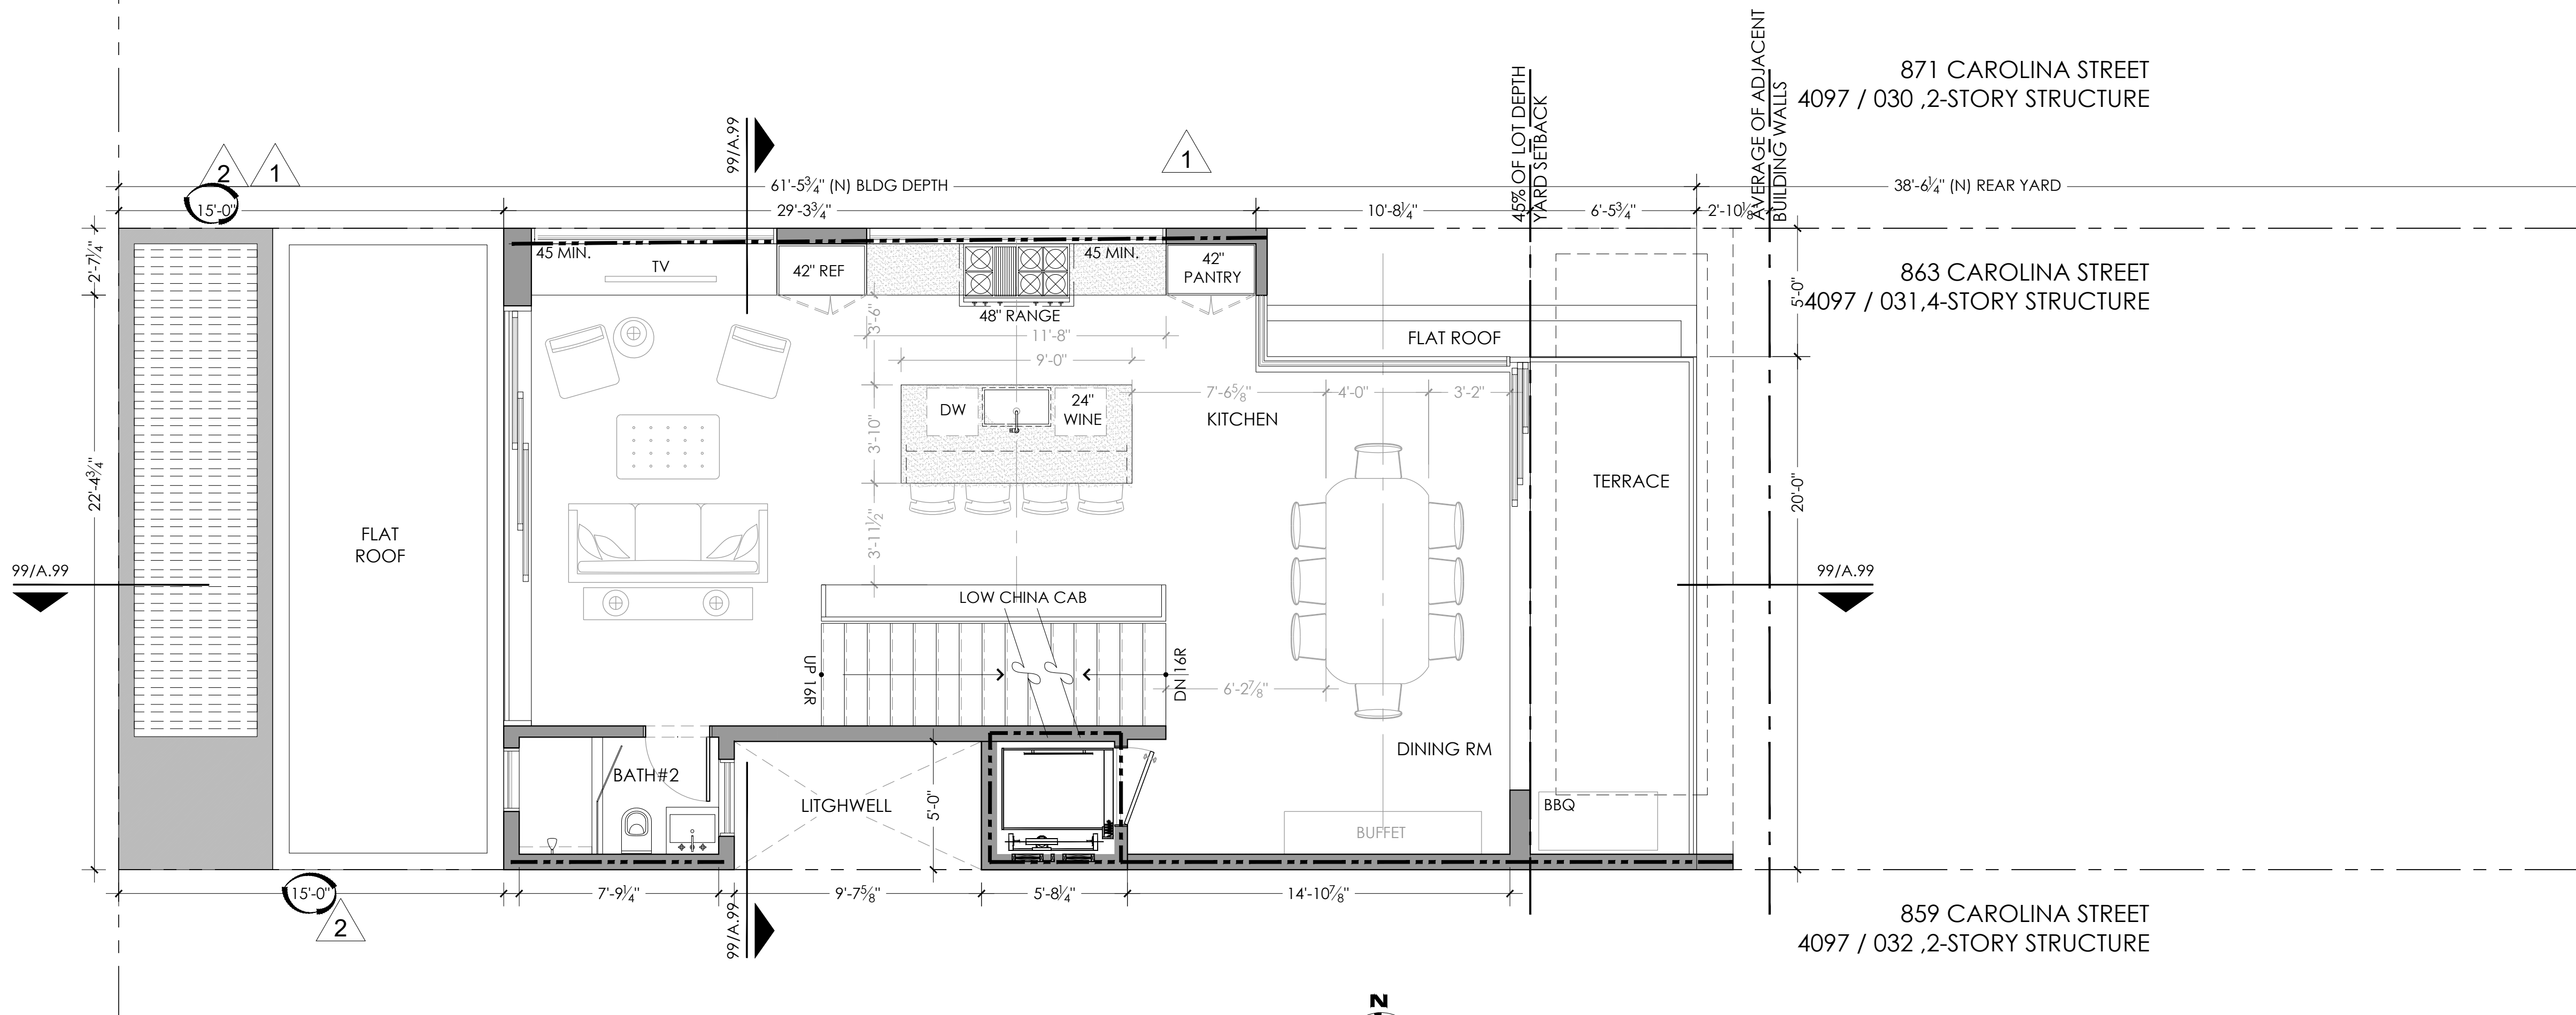 871 CAROLINA STREET
4097 / 030 ,2-STORY STRUCTURE
45% OF LOT DEPTH
YARD SETBACK
AVERAGE OF ADJACENT
BUILDING WALLS
99/A.99
2
1
1
61'-5¾" (N) BLDG DEPTH
38'-6¼" (N) REAR YARD
15'-0"
29'-3¾"
10'-8¼"
6'-5¾"
2'-10⅛"
863 CAROLINA STREET
4097 / 031,4-STORY STRUCTURE
2'-7¼"
45 MIN.
TV
42" REF
45 MIN.
42"
PANTRY
5'-0"
48" RANGE
3'-6"
11'-8"
9'-0"
FLAT ROOF
7'-6⅝"
4'-0"
3'-2"
DW
24"
WINE
KITCHEN
3'-10"
TERRACE
22'-4¾"
20'-0"
FLAT
ROOF
3'-1½"
99/A.99
99/A.99
LOW CHINA CAB
UP 16R
DN 16R
6'-2⅞"
DINING RM
BATH#2
LITGHWELL
5'-0"
BBQ
BUFFET
15'-0"
7'-9¼"
9'-7⅝"
5'-8¼"
14'-10⅞"
2
99/A.99
859 CAROLINA STREET
4097 / 032 ,2-STORY STRUCTURE
N